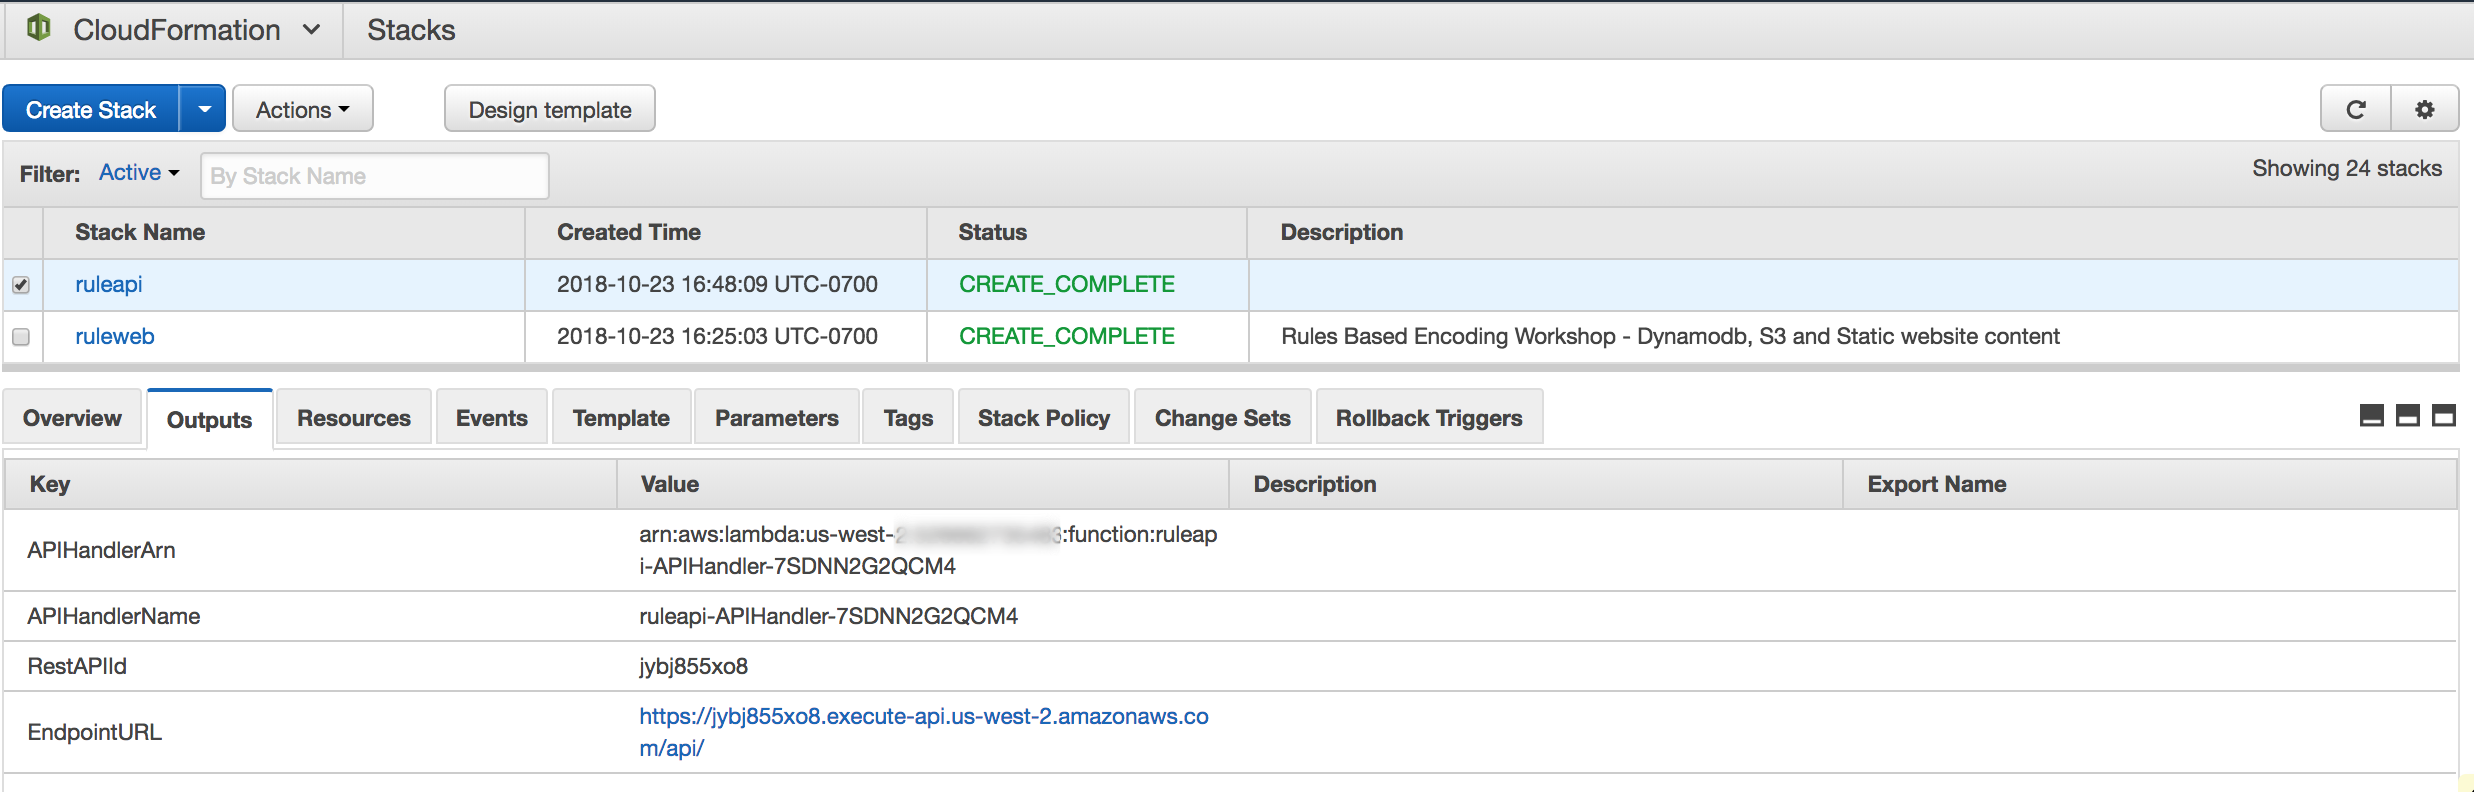 CloudFormation Stacks
Create Stack Actions Design template
Filter: Active By Stack Name Showing 24 stacks
Stack Name Created Time Status Description
ruleapi 2018-10-23 16:48:09 UTC-0700 CREATE_COMPLETE
ruleweb 2018-10-23 16:25:03 UTC-0700 CREATE_COMPLETE Rules Based Encoding Workshop - Dynamodb, S3 and Static website content
Overview Outputs Resources Events Template Parameters Tags Stack Policy Change Sets Rollback Triggers
Key Value Description Export Name
APIHandlerArn arn:aws:lambda:us-west- :function:ruleap
i-APIHandler-7SDNN2G2QCM4
APIHandlerName ruleapi-APIHandler-7SDNN2G2QCM4
RestAPIId jybj855xo8
EndpointURL https://jybj855xo8.execute-api.us-west-2.amazonaws.co
m/api/